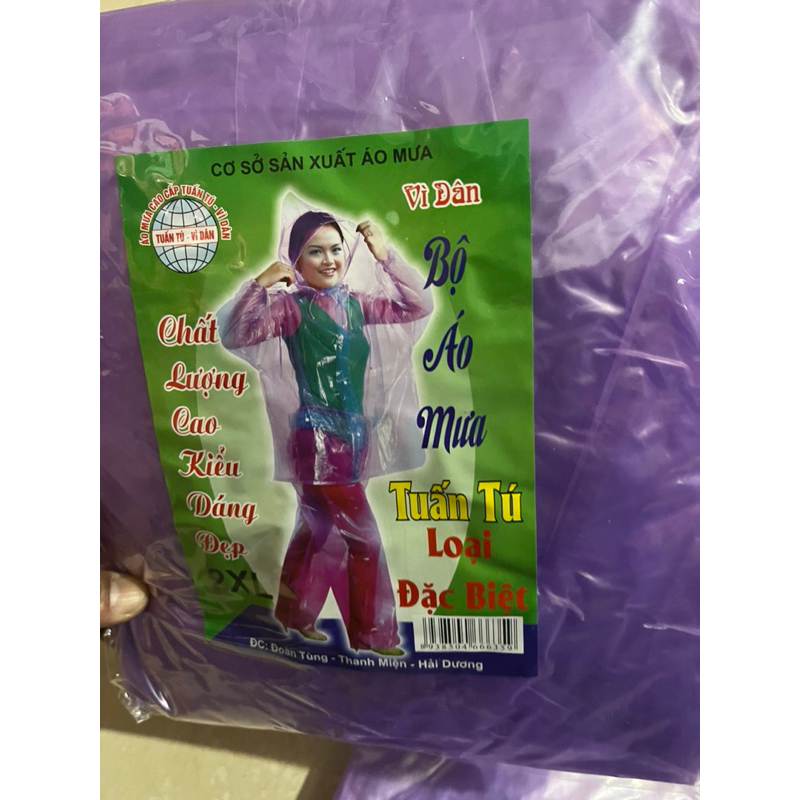 CƠ SỞ SẢN XUẤT ÁO MƯA
ÁO MƯA CAO CẤP TUẤN TÚ - VÌ DÂN
TUẤN TÚ - VÌ DÂN
Vì Dân
Bộ
Áo
Mưa
Chất
Lượng
Cao
Kiểu
Dáng
Đẹp
Tuấn Tú
Loại
Đặc Biệt
2XL
8938504666339
ĐC: Đoàn Tùng - Thanh Miện - Hải Dương